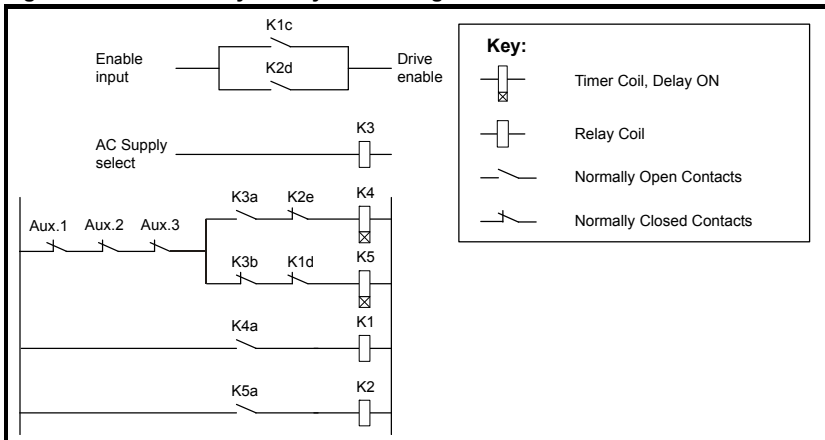 K1c
Enable input
K2d
Drive enable
AC Supply select
K3
K3a
K2e
K4
Aux.1
Aux.2
Aux.3
K3b
K1d
K5
K4a
K1
K5a
K2
Key:
Timer Coil, Delay ON
Relay Coil
Normally Open Contacts
Normally Closed Contacts